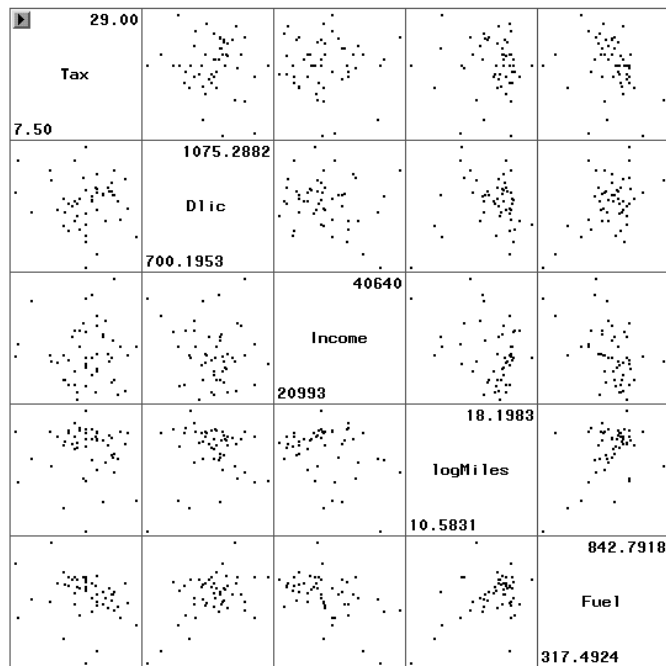 29.00
Tax
7.50
1075.2882
Dlic
700.1953
40640
Income
20993
18.1983
logMiles
10.5831
842.7918
Fuel
317.4924